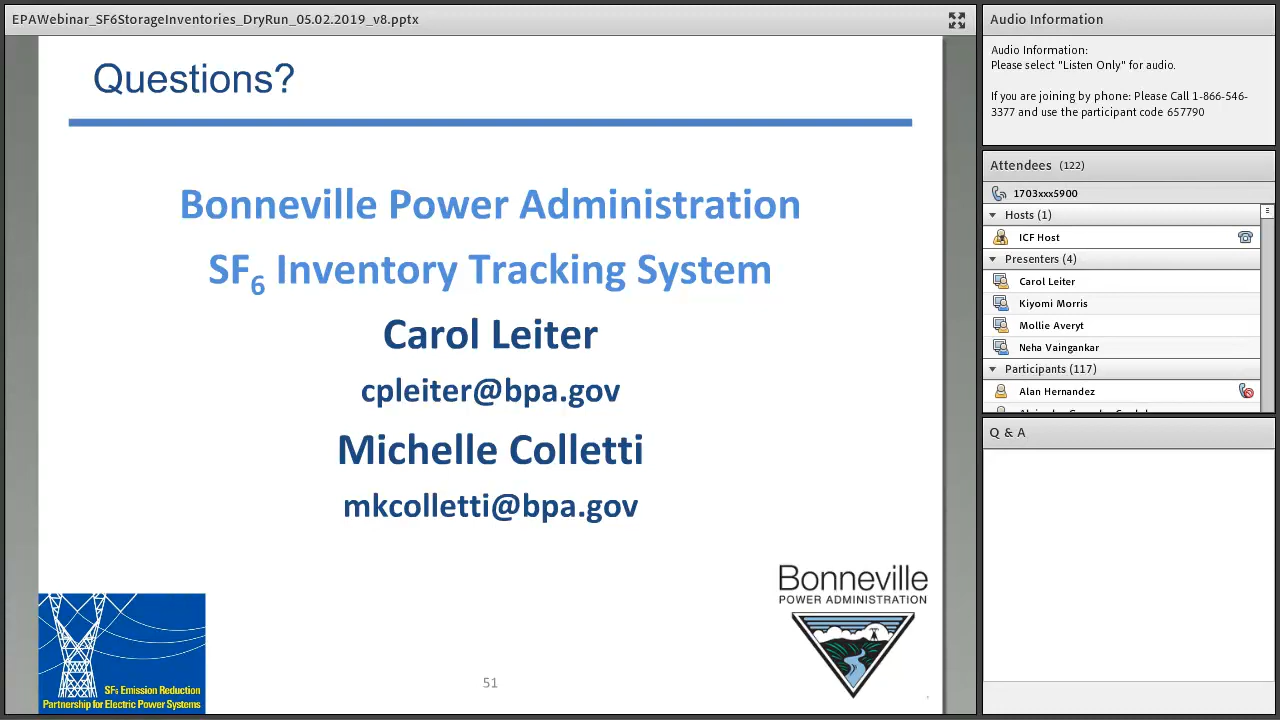 EPAWebinar_SF6StorageInventories_DryRun_05.02.2019_v8.pptx
Questions?
Bonneville Power Administration
SF6 Inventory Tracking System
Carol Leiter
cpleiter@bpa.gov
Michelle Colletti
mkcolletti@bpa.gov
SF6 Emission Reduction
Partnership for Electric Power Systems
51
Bonneville
POWER ADMINISTRATION
Audio Information
Audio Information:
Please select "Listen Only" for audio.
If you are joining by phone: Please Call 1-866-546-
3377 and use the participant code 657790
Attendees (122)
1703xxx5900
Hosts (1)
ICF Host
Presenters (4)
Carol Leiter
Kiyomi Morris
Mollie Averyt
Neha Vaingankar
Participants (117)
Alan Hernandez
Q & A